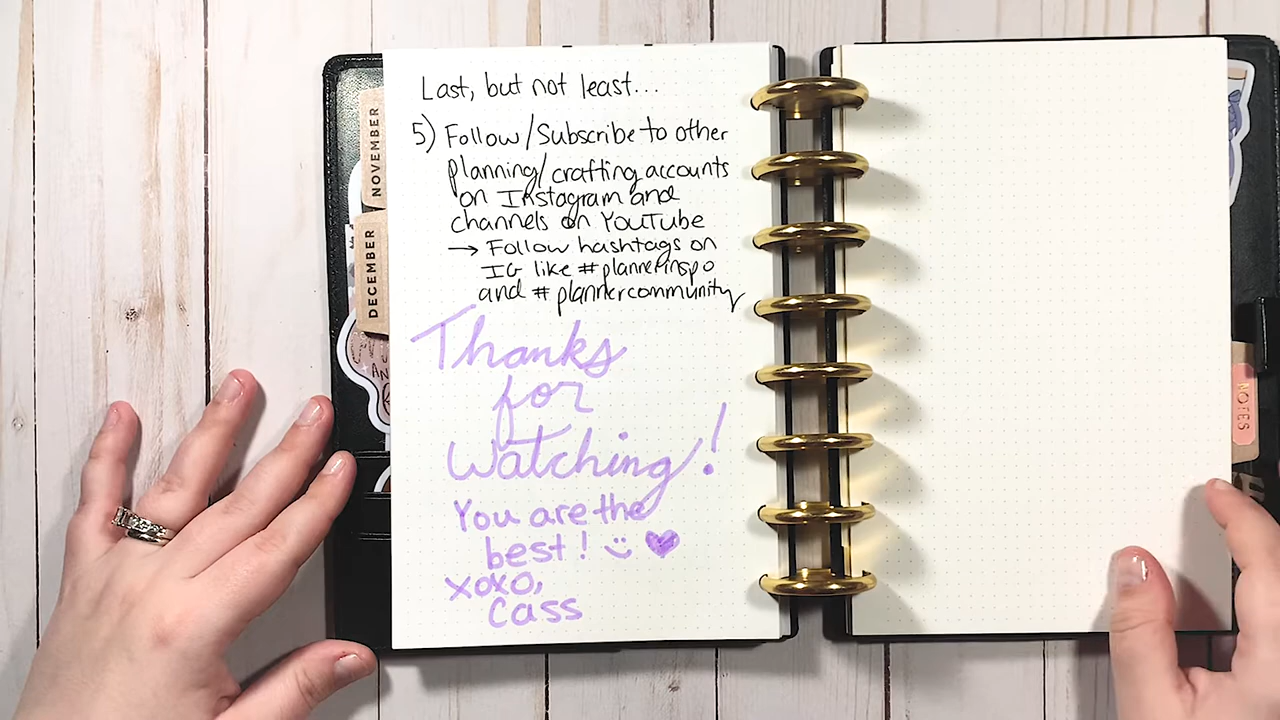 Last, but not least...
5) Follow/Subscribe to other
planning/crafting accounts
on Instagram and
channels on YouTube
→ Follow hashtags on
IG like #plannerinspo
and #plannercommunity
Thanks
for
Watching!
You are the
best! :) ♥
xoxo,
Cass
NOVEMBER
DECEMBER
NOTES